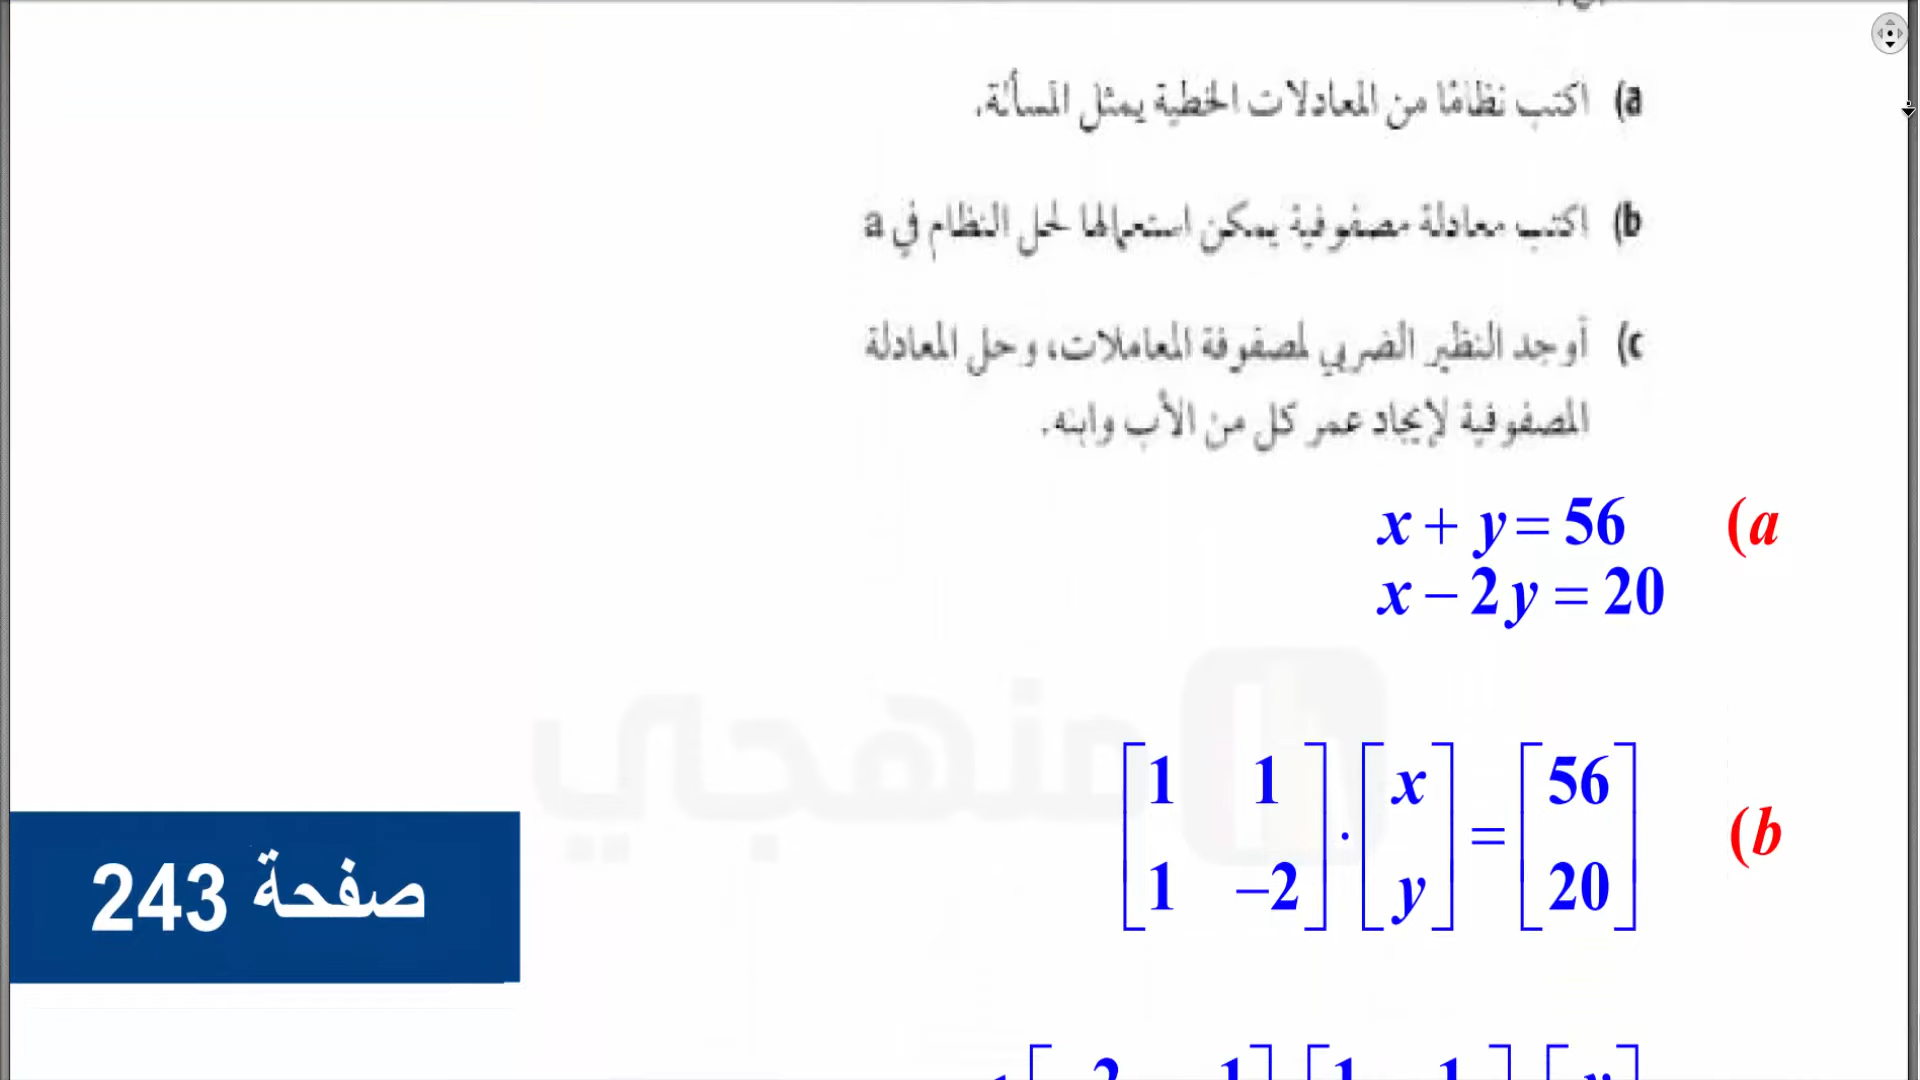 (a اكتب نظامًا من المعادلات الخطية يمثل المسألة.
(b اكتب معادلة مصفوفية يمكن استعمالها لحل النظام في a
(c أوجد النظير الضربي لمصفوفة المعاملات، وحل المعادلة
المصفوفية لإيجاد عمر كل من الأب وابنه.
(a x + y = 56
x − 2y = 20
منهجي
(b [1 1; 1 −2] · [x; y] = [56; 20]
صفحة 243